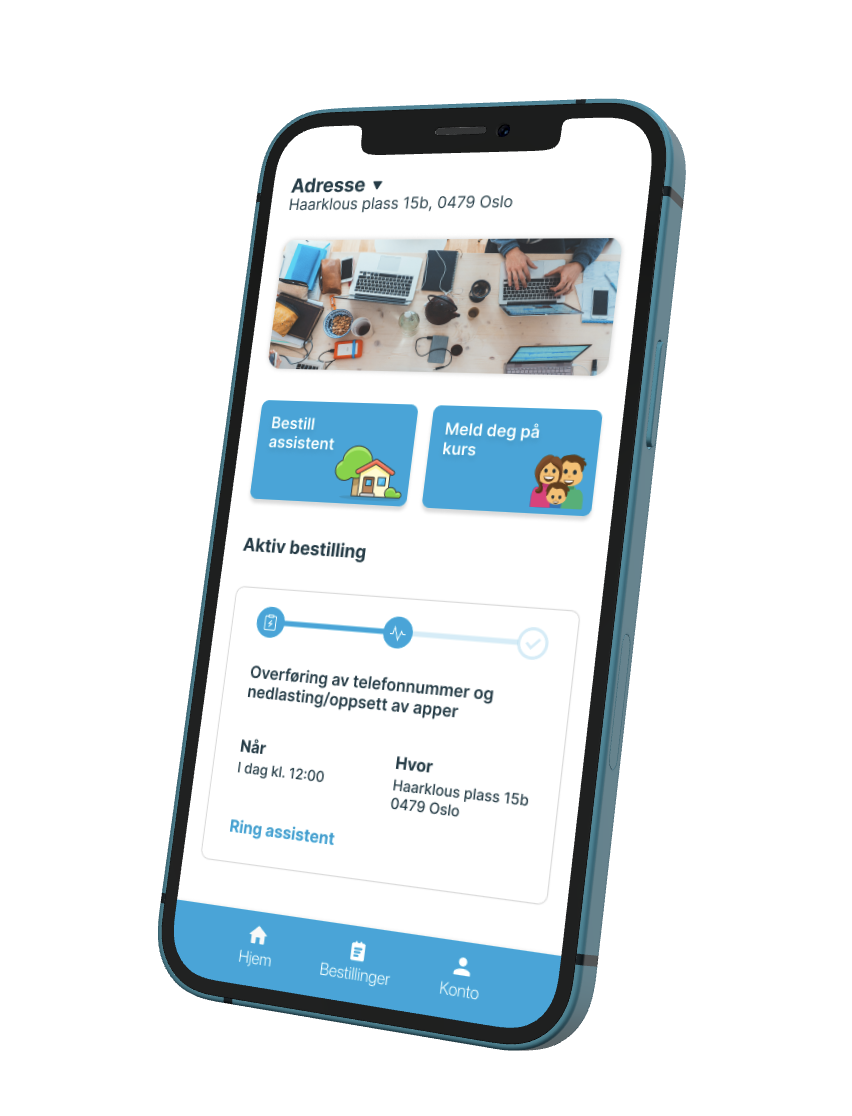 Adresse ▼
Haarklous plass 15b, 0479 Oslo
Bestill
assistent
Meld deg på
kurs
Aktiv bestilling
Overføring av telefonnummer og
nedlasting/oppsett av apper
Når
I dag kl. 12:00
Hvor
Haarklous plass 15b
0479 Oslo
Ring assistent
Hjem
Bestillinger
Konto